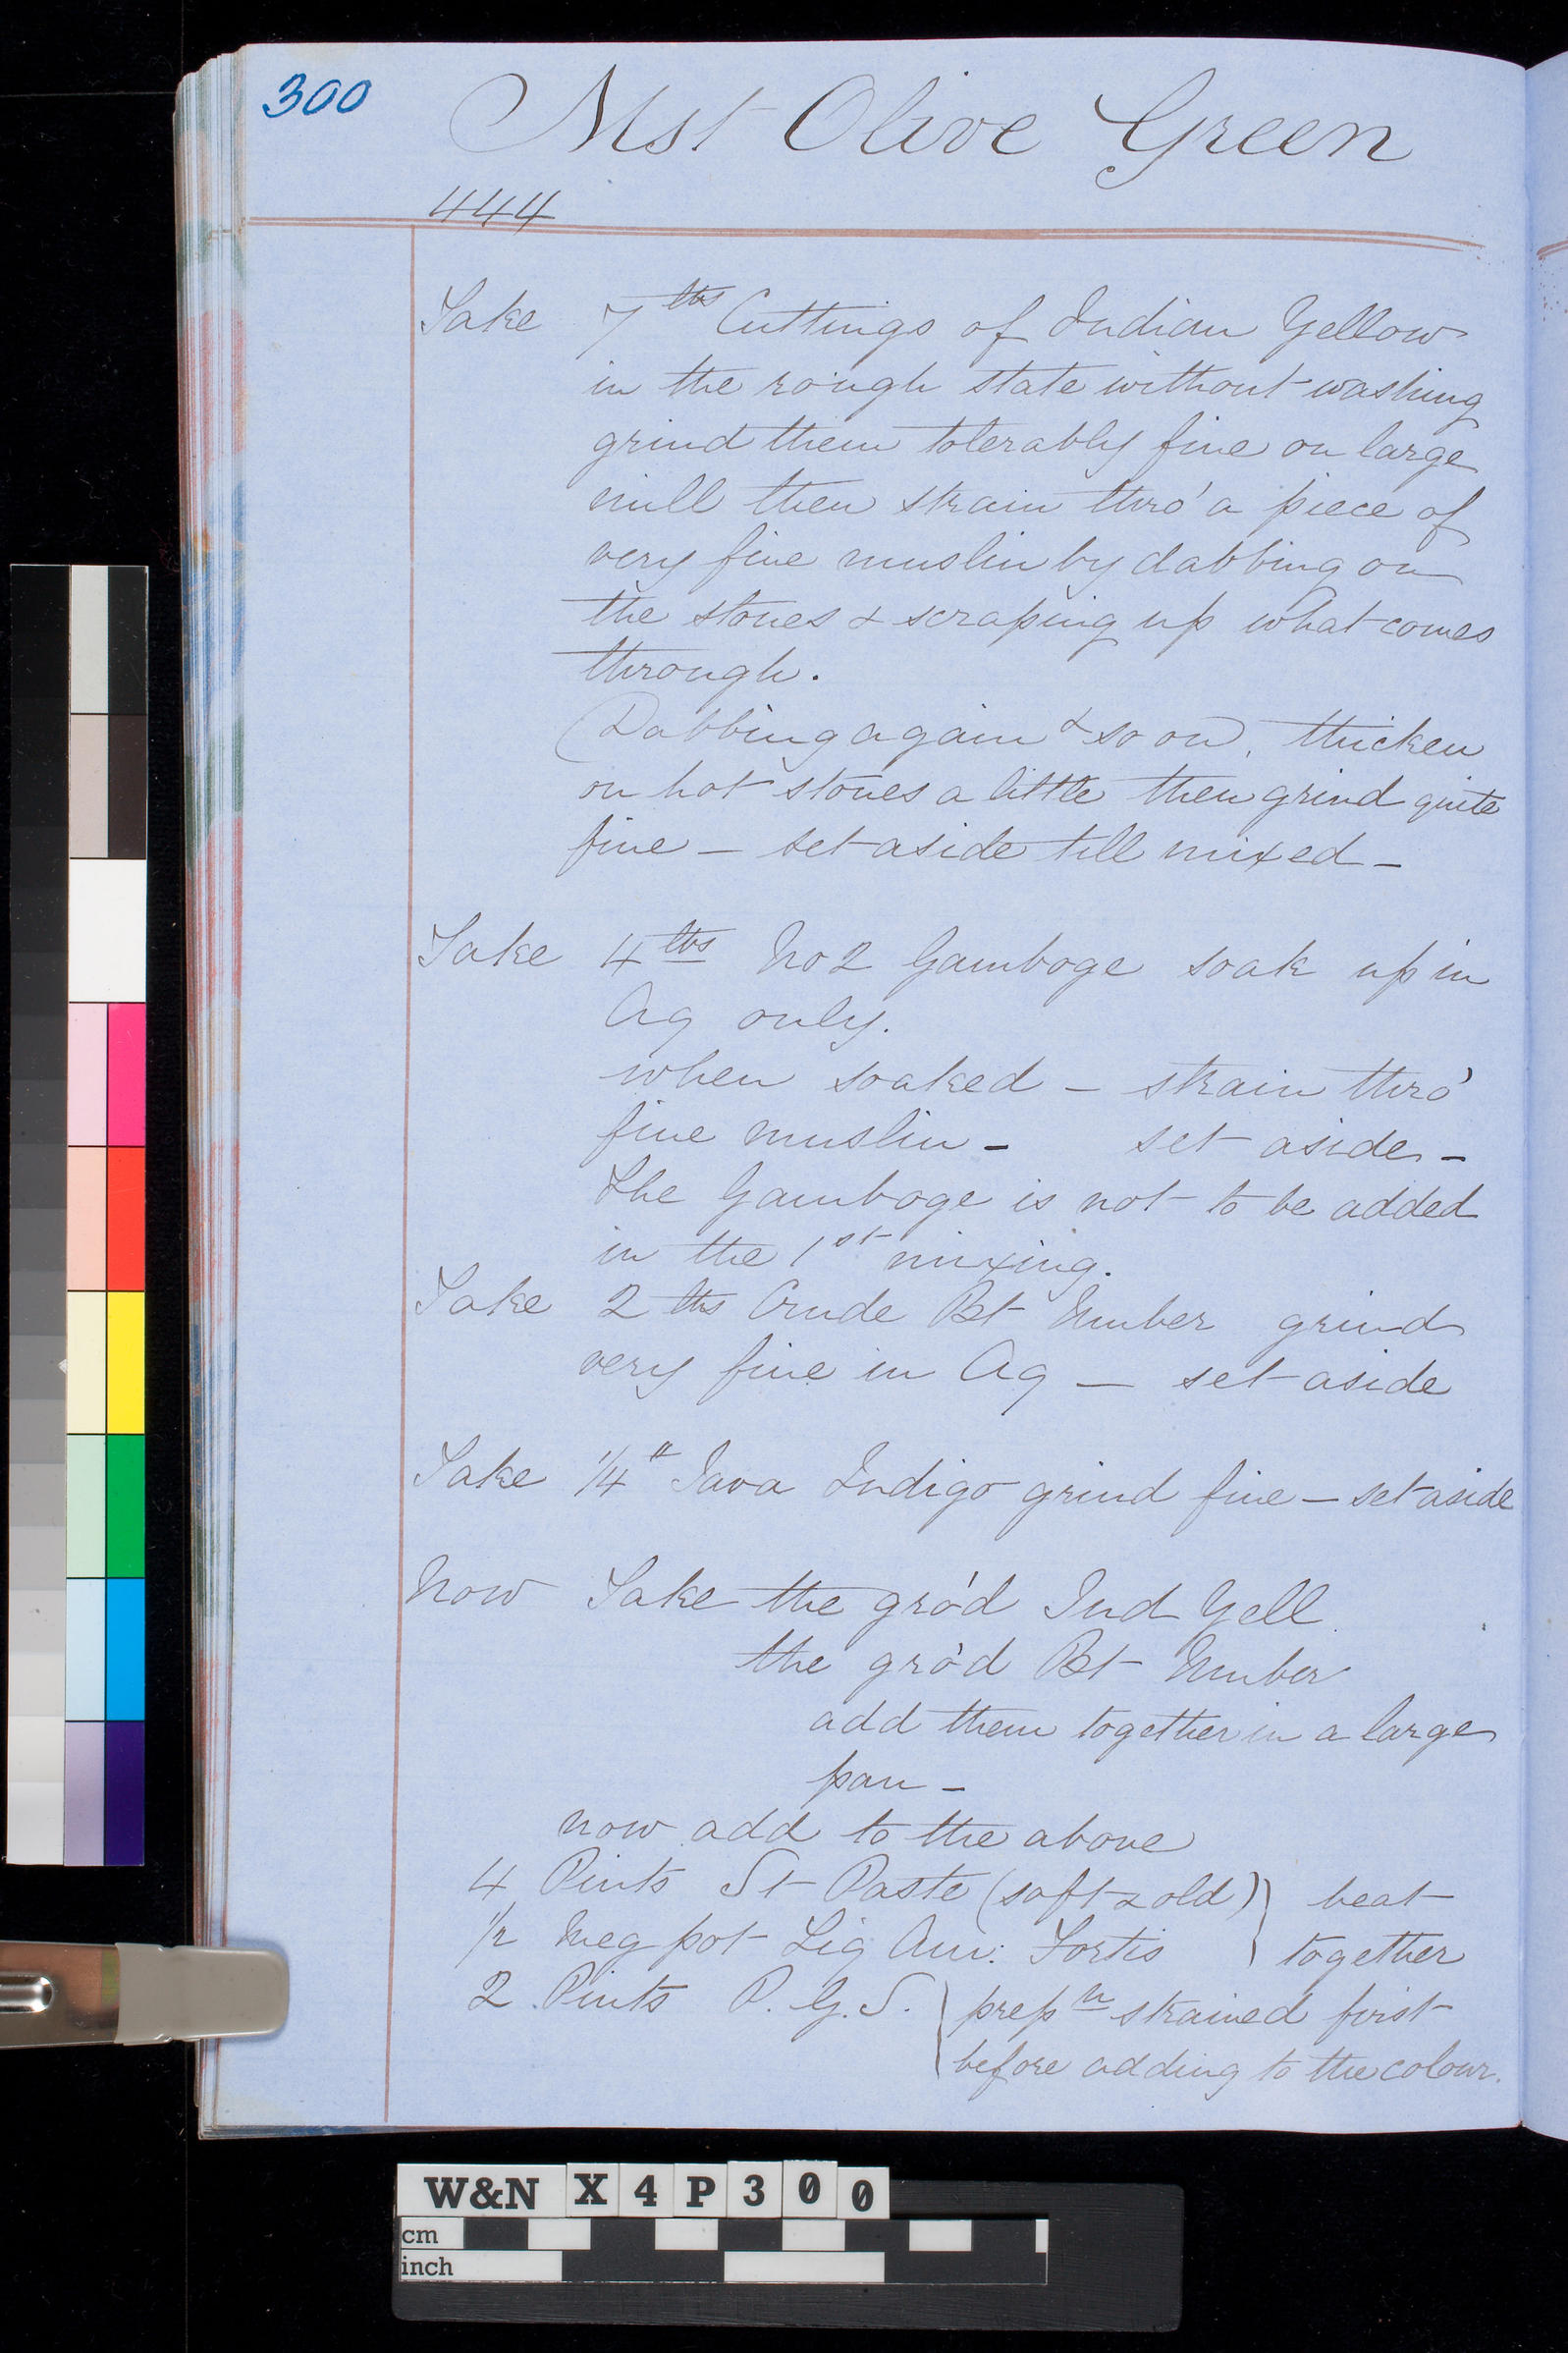 300
Mst Olive Green
444
Take 7 lbs Cuttings of Indian Yellow
in the rough state without washing
grind them tolerably fine on large
mill then strain thro' a piece of
very fine muslin by dabbing on
the stones & scraping up what comes
through.
(Dabbing again & so on) thicken
on hot stones a little then grind quite
fine – set aside till mixed –
Take 4 lbs No 2 Gamboge soak up in
Aq only.
when soaked – strain thro'
fine muslin – set aside –
The Gamboge is not to be added
in the 1st mixing.
Take 2 lbs Crude Bt Umber grind
very fine in Aq – set aside
Take 1/4 # Java Indigo grind fine – set aside
Now Take the gro'd Ind Yell
the gro'd Bt Umber
add them together in a large
pan –
now add to the above
4 Pints St Paste (soft & old) } beat
1/2 Meg pot Liq Am: Fortis } together
2 Pints P. G. S. } prepn strained first
before adding to the colour.
W&N X4P300
cm
inch